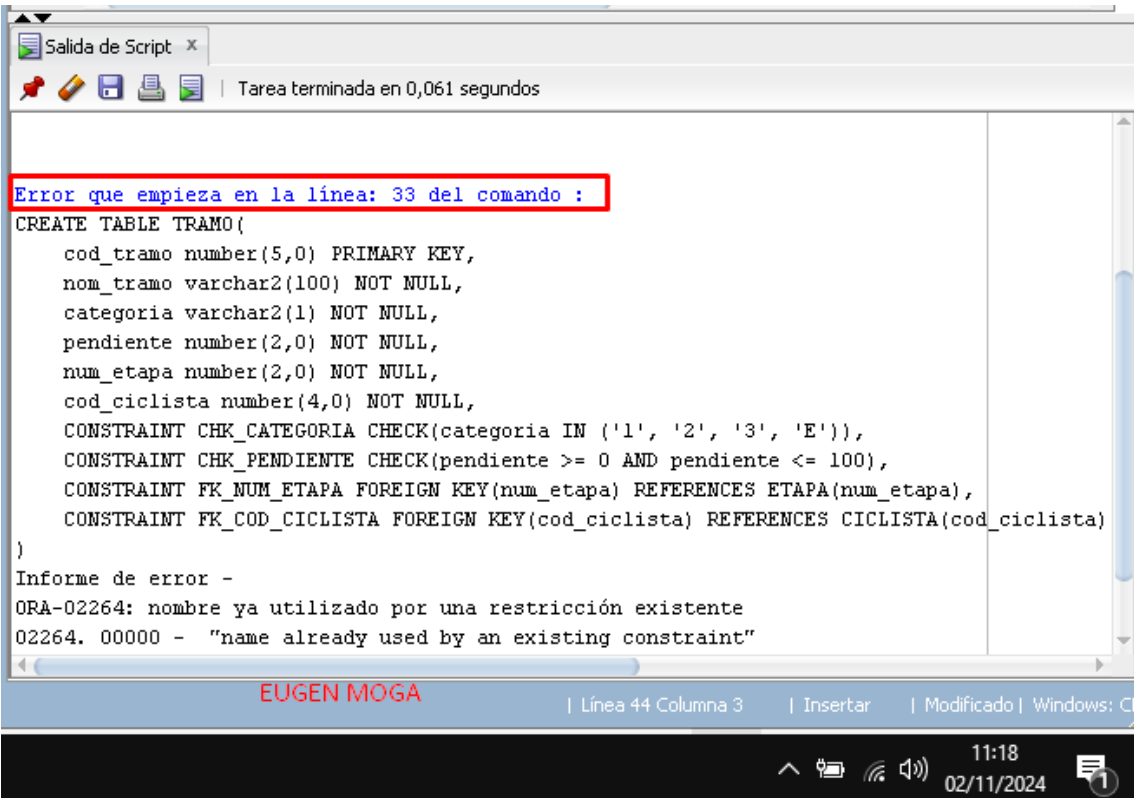 Salida de Script x
Tarea terminada en 0,061 segundos
Error que empieza en la línea: 33 del comando :
CREATE TABLE TRAMO(
    cod_tramo number(5,0) PRIMARY KEY,
    nom_tramo varchar2(100) NOT NULL,
    categoria varchar2(1) NOT NULL,
    pendiente number(2,0) NOT NULL,
    num_etapa number(2,0) NOT NULL,
    cod_ciclista number(4,0) NOT NULL,
    CONSTRAINT CHK_CATEGORIA CHECK(categoria IN ('1', '2', '3', 'E')),
    CONSTRAINT CHK_PENDIENTE CHECK(pendiente >= 0 AND pendiente <= 100),
    CONSTRAINT FK_NUM_ETAPA FOREIGN KEY(num_etapa) REFERENCES ETAPA(num_etapa),
    CONSTRAINT FK_COD_CICLISTA FOREIGN KEY(cod_ciclista) REFERENCES CICLISTA(cod_ciclista)
)
Informe de error -
ORA-02264: nombre ya utilizado por una restricción existente
02264. 00000 -  "name already used by an existing constraint"
EUGEN MOGA
| Línea 44 Columna 3 | Insertar | Modificado | Windows:
11:18
02/11/2024
1